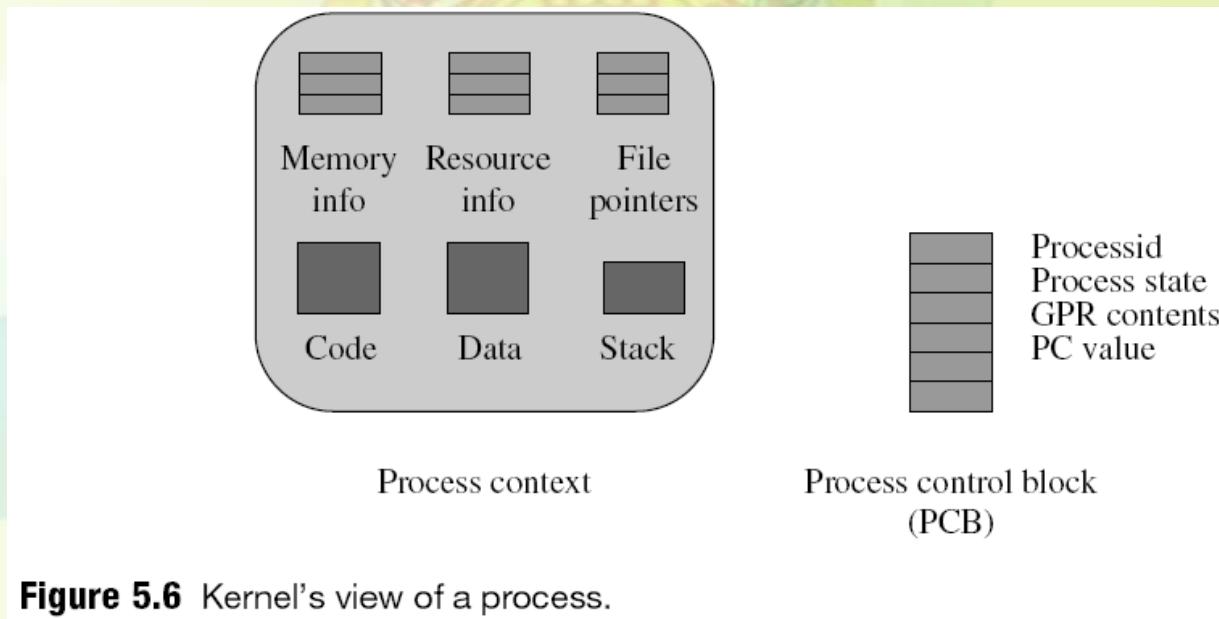 Memory Resource File
info info pointers
Code Data Stack
Processid
Process state
GPR contents
PC value
Process context
Process control block
(PCB)
Figure 5.6 Kernel's view of a process.